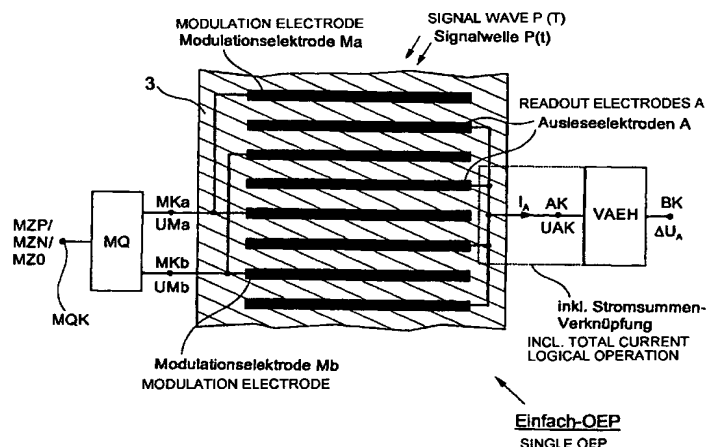 MODULATION ELECTRODE
Modulationselektrode Ma
SIGNAL WAVE P (T)
Signalwelle P(t)
3
READOUT ELECTRODES A
Ausleseelektroden A
MZP/
MZN/
MZ0
MQK
MQ
MKa
UMa
MKb
UMb
IA
AK
UAK
VAEH
BK
ΔUA
inkl. Stromsummen-
Verknüpfung
INCL. TOTAL CURRENT
LOGICAL OPERATION
Modulationselektrode Mb
MODULATION ELECTRODE
Einfach-OEP
SINGLE OEP